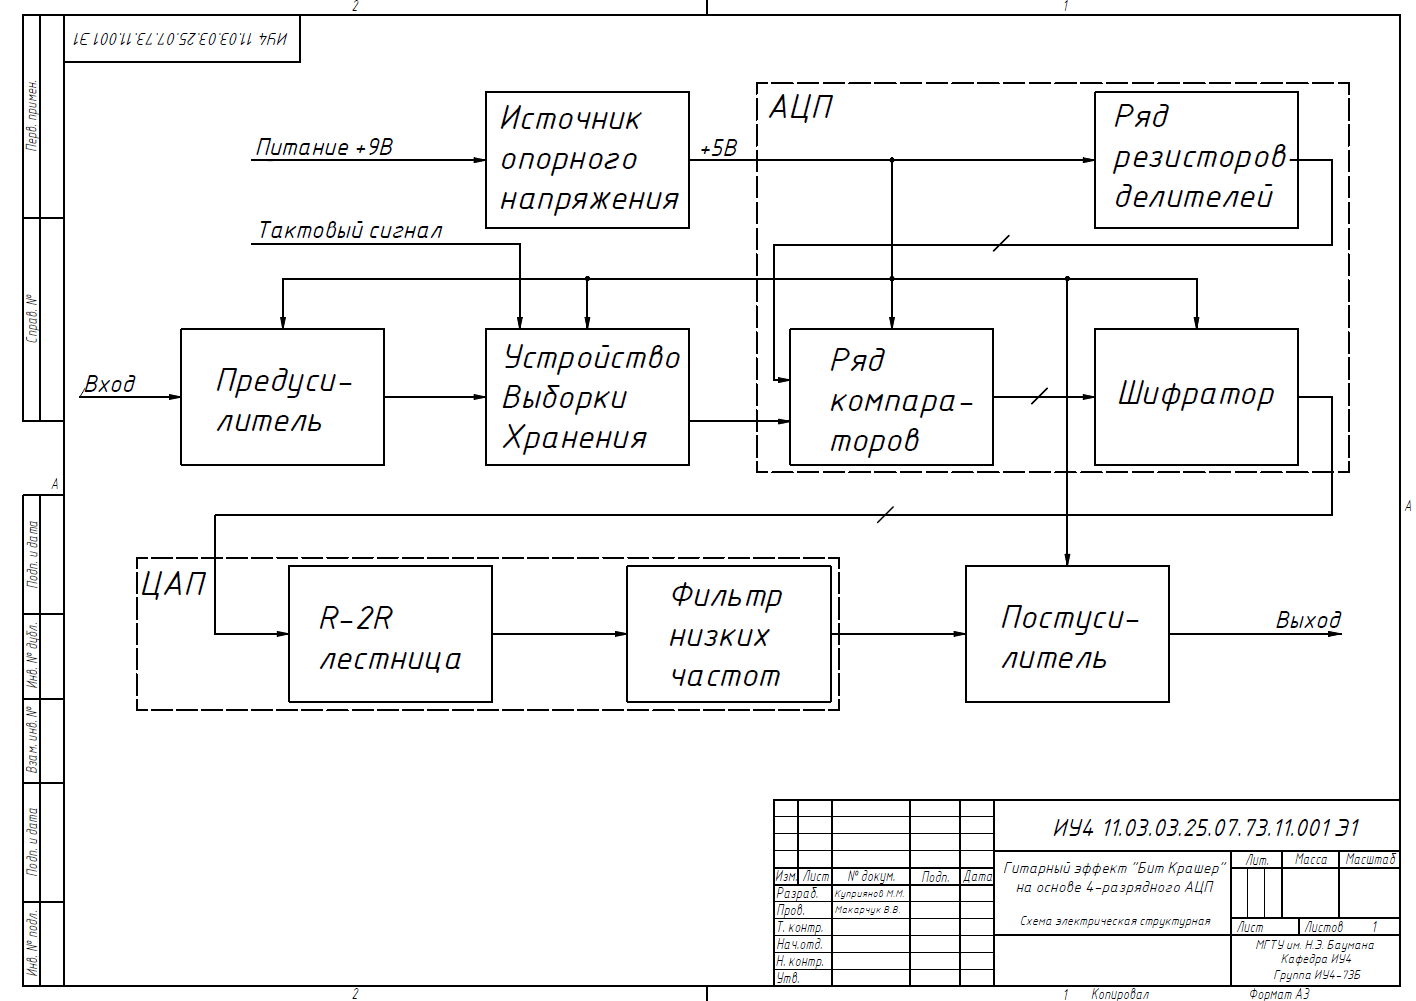 2
1
ИУ4 11.03.03.25.07.73.11.001 Э1
Перв. примен.
Справ. №
Питание +9В
Источник
опорного
напряжения
+5В
АЦП
Ряд
резисторов
делителей
Тактовый сигнал
Вход
Предуси-
литель
Устройство
Выборки
Хранения
Ряд
компара-
торов
Шифратор
А
А
ЦАП
R-2R
лестница
Фильтр
низких
частот
Постуси-
литель
Выход
Подп. и дата
Инв. № дубл.
Взам. инв. №
Подп. и дата
Инв. № подл.
ИУ4 11.03.03.25.07.73.11.001 Э1
Изм. Лист № докум. Подп. Дата
Разраб. Куприянов М.М.
Пров. Макарчук В.В.
Т. контр.
Нач.отд.
Н. контр.
Утв.
Гитарный эффект "Бит Крашер"
на основе 4-разрядного АЦП
Схема электрическая структурная
Лит. Масса Масштаб
Лист Листов 1
МГТУ им. Н.Э. Баумана
Кафедра ИУ4
Группа ИУ4-73Б
2
1
Копировал
Формат А3